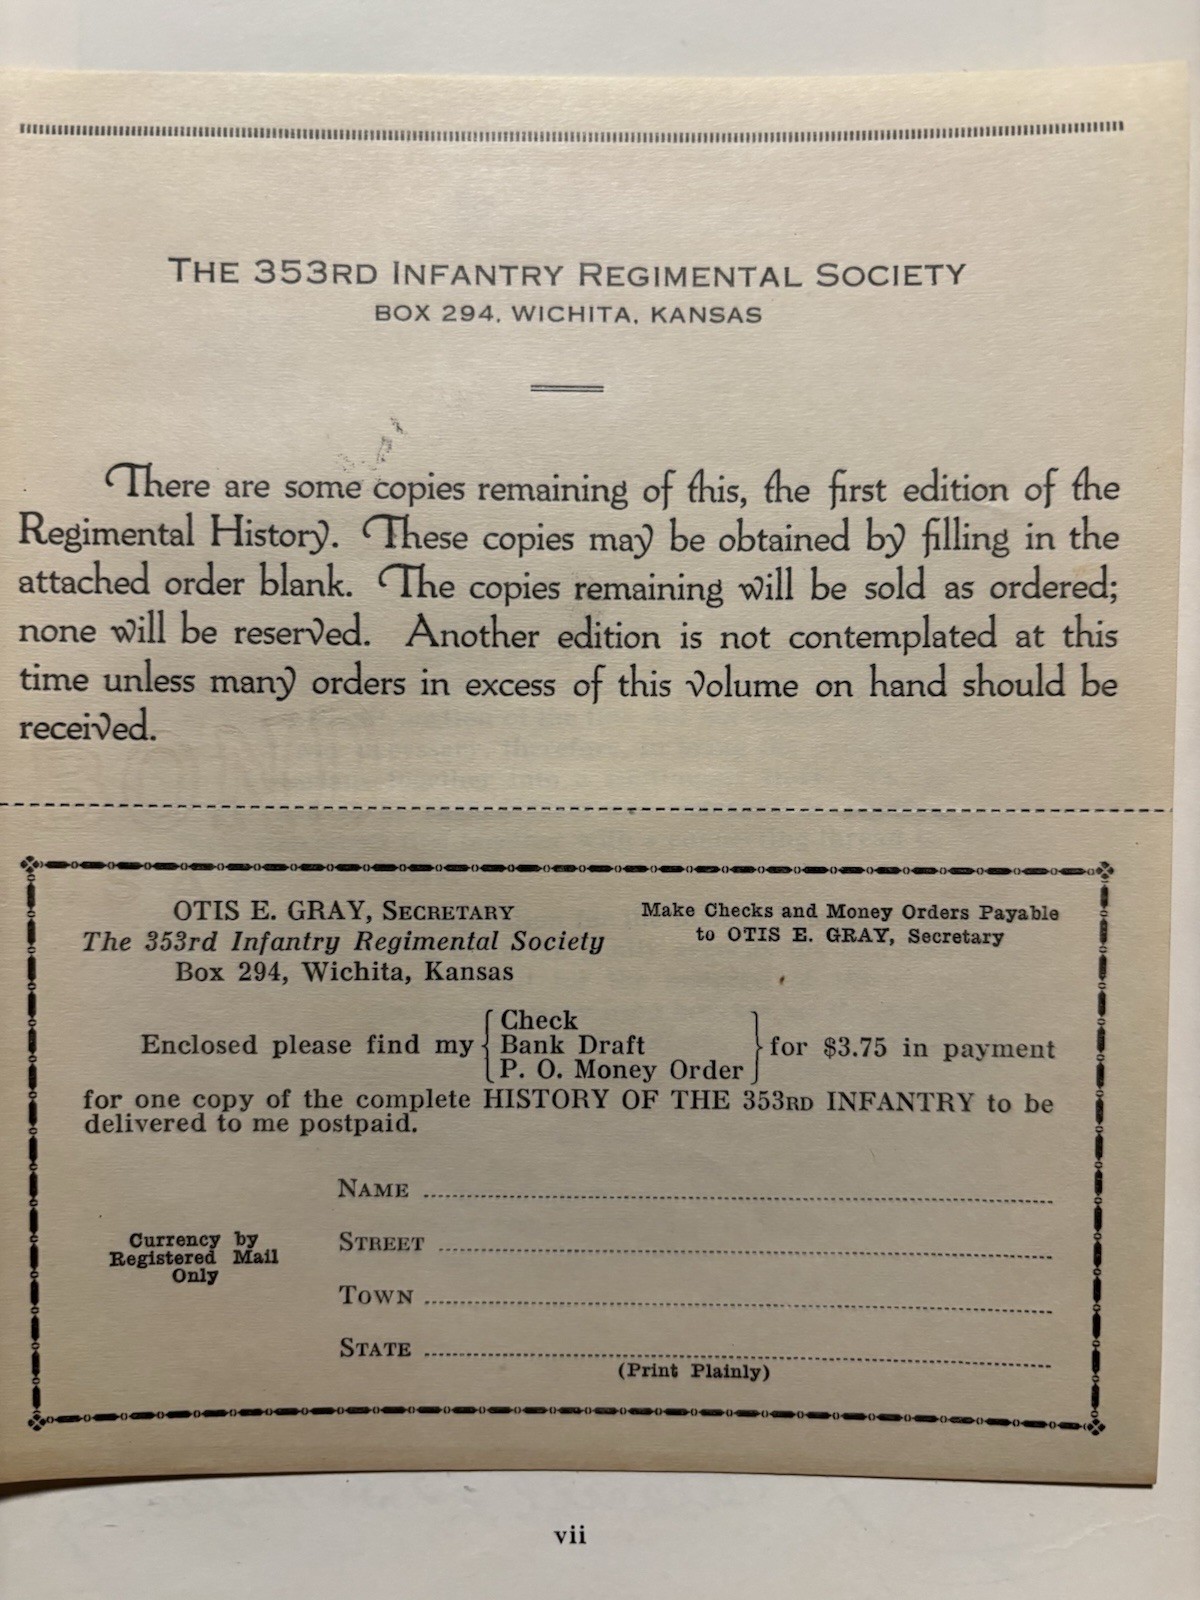 THE 353RD INFANTRY REGIMENTAL SOCIETY
BOX 294, WICHITA, KANSAS
There are some copies remaining of this, the first edition of the
Regimental History. These copies may be obtained by filling in the
attached order blank. The copies remaining will be sold as ordered;
none will be reserved. Another edition is not contemplated at this
time unless many orders in excess of this volume on hand should be
received.
OTIS E. GRAY, SECRETARY
The 353rd Infantry Regimental Society
Box 294, Wichita, Kansas
Make Checks and Money Orders Payable
to OTIS E. GRAY, Secretary
Enclosed please find my { Check
Bank Draft
P. O. Money Order } for $3.75 in payment
for one copy of the complete HISTORY OF THE 353RD INFANTRY to be
delivered to me postpaid.
NAME
Currency by
Registered Mail
Only
STREET
TOWN
STATE
(Print Plainly)
vii